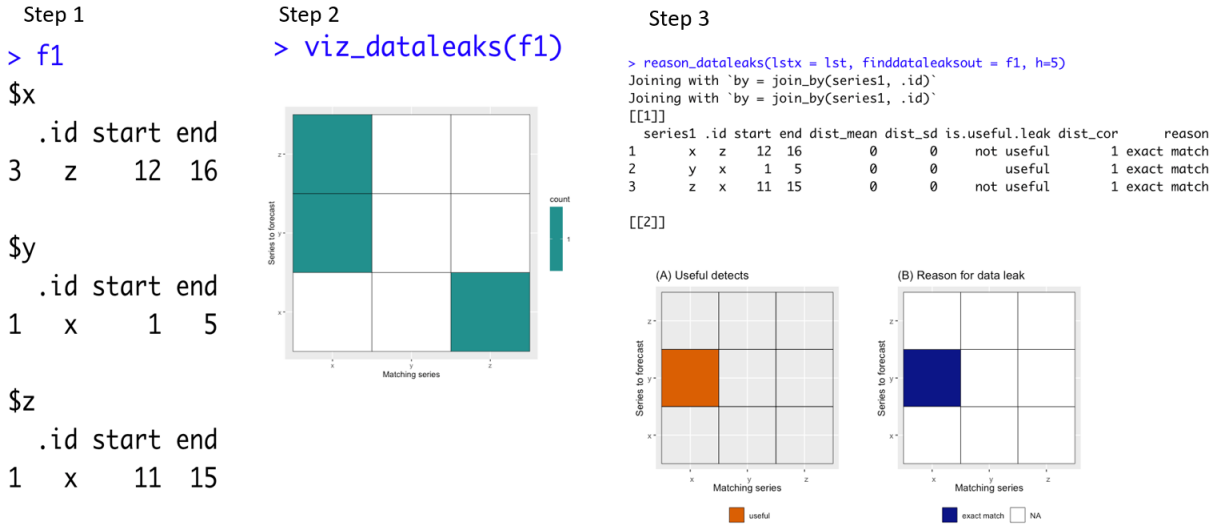 Step 1
> f1
$x
.id start end
3 z 12 16
$y
.id start end
1 x 1 5
$z
.id start end
1 x 11 15
Step 2
> viz_dataleaks(f1)
Series to forecast
z
y
x
x y z
Matching series
count
1
Step 3
> reason_dataleaks(lstx = lst, finddataleaksout = f1, h=5)
Joining with `by = join_by(series1, .id)`
Joining with `by = join_by(series1, .id)`
[[1]]
series1 .id start end dist_mean dist_sd is.useful.leak dist_cor reason
1 x z 12 16 0 0 not useful 1 exact match
2 y x 1 5 0 0 useful 1 exact match
3 z x 11 15 0 0 not useful 1 exact match
[[2]]
(A) Useful detects
Series to forecast
z
y
x
x y z
Matching series
useful
(B) Reason for data leak
Series to forecast
z
y
x
x y z
Matching series
exact match NA